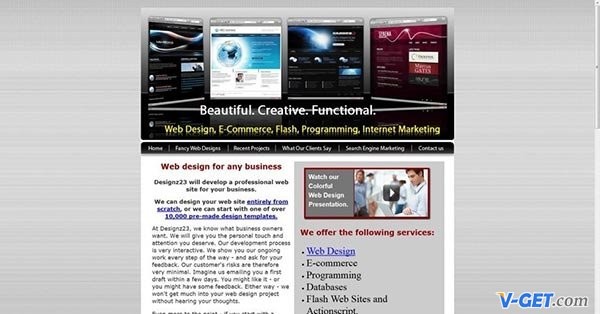 Beautiful. Creative. Functional.
Web Design, E-Commerce, Flash, Programming, Internet Marketing
Home
Fancy Web Designs
Recent Projects
What Our Clients Say
Search Engine Marketing
Contact us
Web design for any business
Designz23 will develop a professional web
site for your business.
We can design your web site entirely from
scratch, or we can start with one of over
10,000 pre-made design templates.
At Designz23, we know what business owners
want. We will give you the personal touch and
attention you deserve. Our development process
is very interactive. We show you our ongoing
work every step of the way - and ask for your
feedback. Our customer's risks are therefore
very minimal. Imagine us emailing you a first
draft within a few days. You might like it - or
you might have some feedback. Either way - we
won't get much into your web design project
without hearing your thoughts.
Watch our
Colorful
Web Design
Presentation.
We offer the following services:
• Web Design
• E-commerce
• Programming
• Databases
• Flash Web Sites and
Actionscript.
V-GET.com